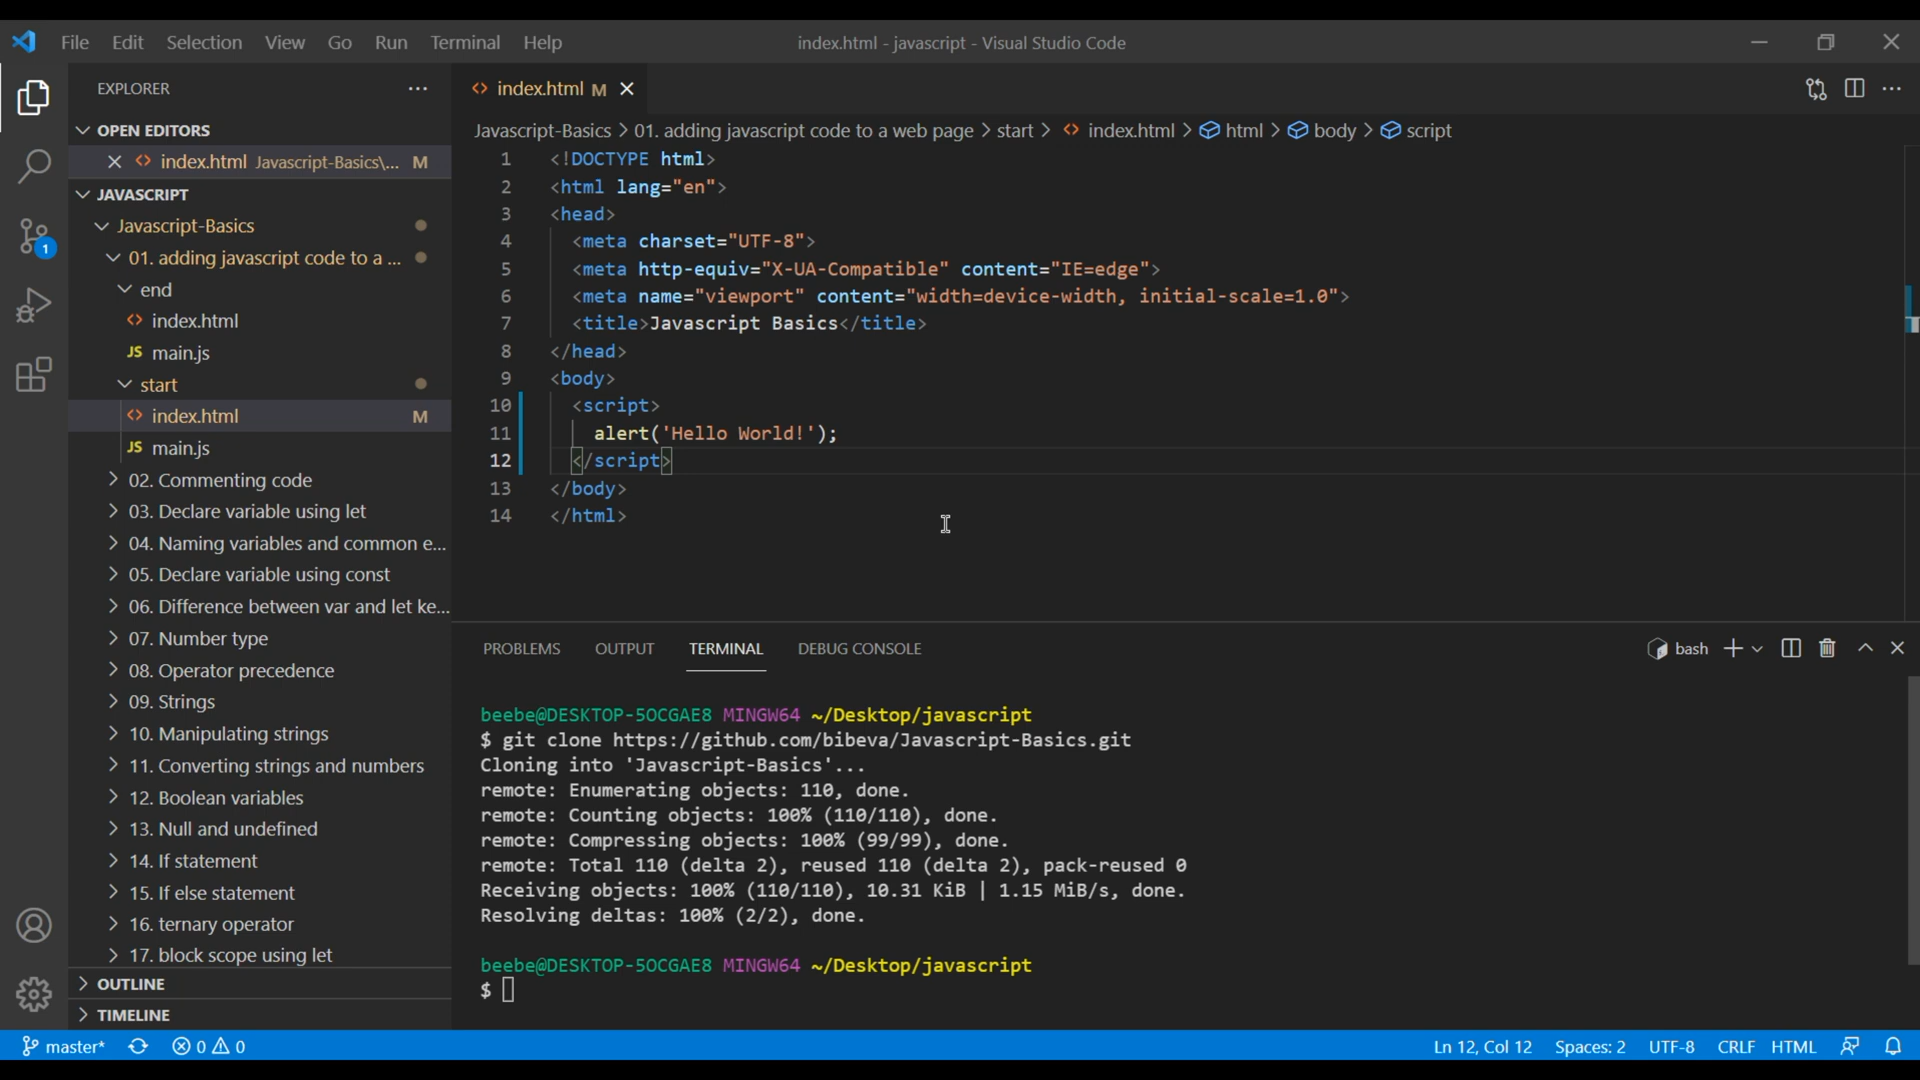 File Edit Selection View Go Run Terminal Help
index.html - javascript - Visual Studio Code
EXPLORER
OPEN EDITORS
index.html Javascript-Basics\... M
JAVASCRIPT
Javascript-Basics
01. adding javascript code to a ...
end
index.html
JS main.js
start
index.html M
JS main.js
02. Commenting code
03. Declare variable using let
04. Naming variables and common e...
05. Declare variable using const
06. Difference between var and let ke...
07. Number type
08. Operator precedence
09. Strings
10. Manipulating strings
11. Converting strings and numbers
12. Boolean variables
13. Null and undefined
14. If statement
15. If else statement
16. ternary operator
17. block scope using let
OUTLINE
TIMELINE
1
index.html M
Javascript-Basics > 01. adding javascript code to a web page > start > index.html > html > body > script
1 <!DOCTYPE html>
2 <html lang="en">
3 <head>
4 <meta charset="UTF-8">
5 <meta http-equiv="X-UA-Compatible" content="IE=edge">
6 <meta name="viewport" content="width=device-width, initial-scale=1.0">
7 <title>Javascript Basics</title>
8 </head>
9 <body>
10 <script>
11 alert('Hello World!');
12 </script>
13 </body>
14 </html>
PROBLEMS OUTPUT TERMINAL DEBUG CONSOLE
bash
beebe@DESKTOP-5OCGAE8 MINGW64 ~/Desktop/javascript
$ git clone https://github.com/bibeva/Javascript-Basics.git
Cloning into 'Javascript-Basics'...
remote: Enumerating objects: 110, done.
remote: Counting objects: 100% (110/110), done.
remote: Compressing objects: 100% (99/99), done.
remote: Total 110 (delta 2), reused 110 (delta 2), pack-reused 0
Receiving objects: 100% (110/110), 10.31 KiB | 1.15 MiB/s, done.
Resolving deltas: 100% (2/2), done.
beebe@DESKTOP-5OCGAE8 MINGW64 ~/Desktop/javascript
$
master* 0 0
Ln 12, Col 12 Spaces: 2 UTF-8 CRLF HTML